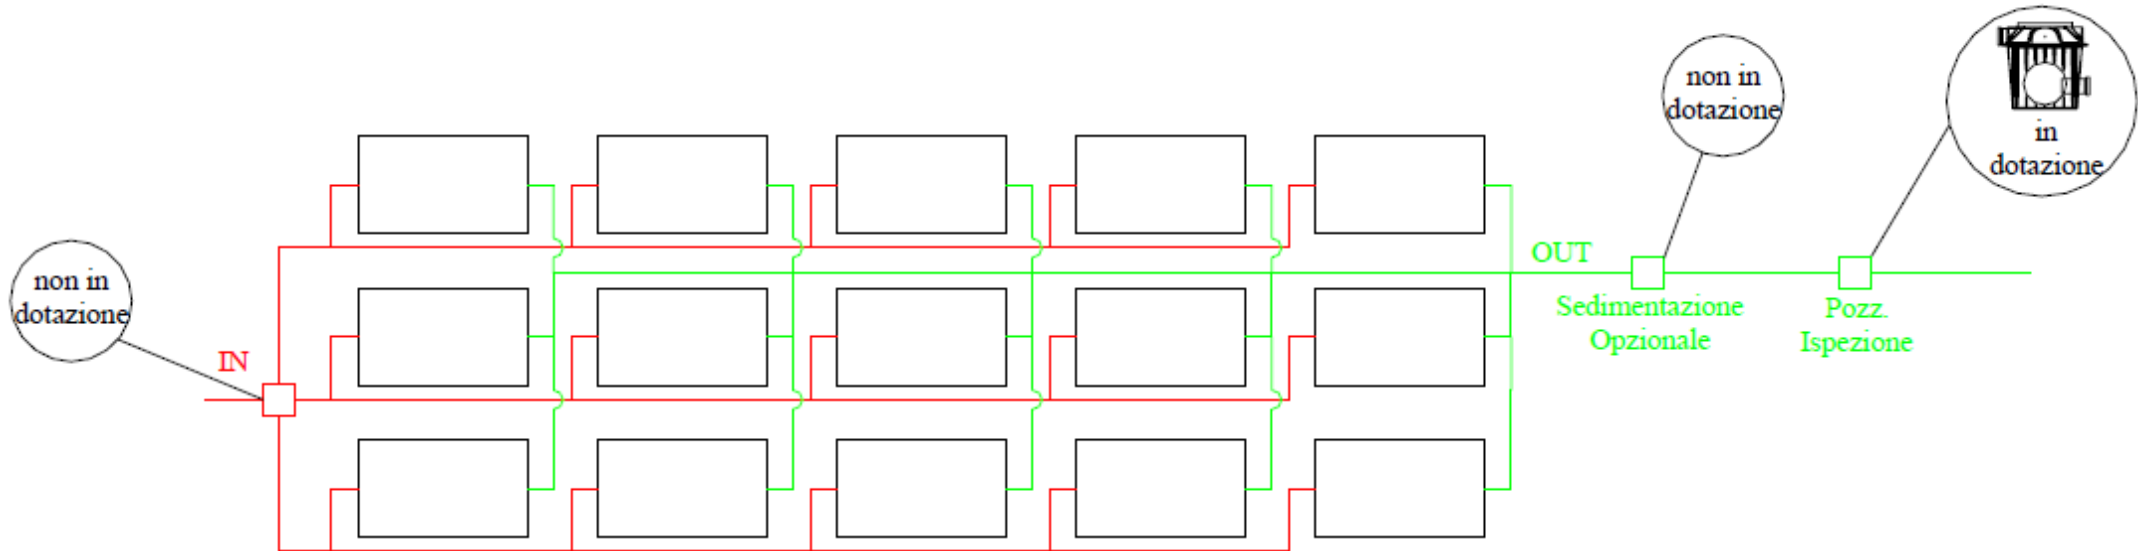 non in
dotazione
IN
OUT
Sedimentazione
Opzionale
Pozz.
Ispezione
non in
dotazione
in
dotazione